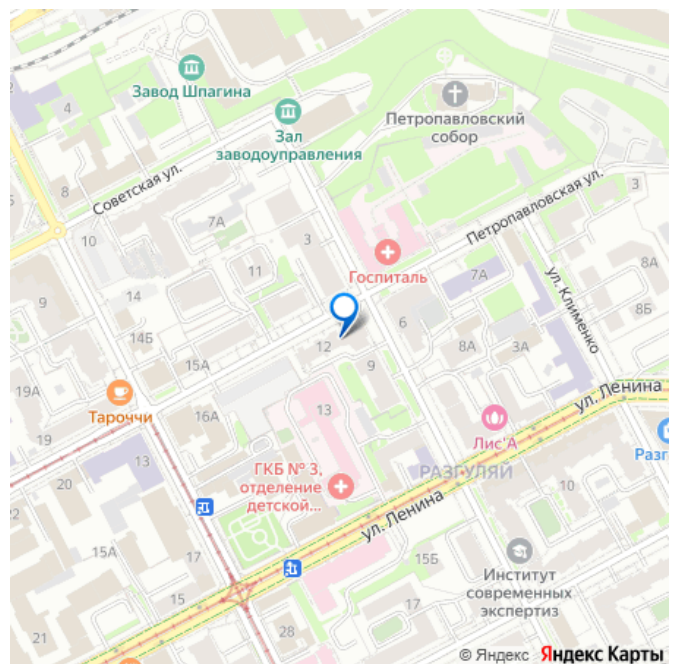 Завод Шпагина
4
Зал
заводоуправления
Петропавловский
собор
Советская ул.
8
7А
3
10
11
Петропавловская ул.
3
Госпиталь
7А
8А
ул. Клименко
9
14
14Б
6
8Б
12
15А
9
8А
3А
19А
Тароччи
16А
13
ул. Ленина
Лис'А
Разг
19
13
ГКБ № 3,
отделение
детской...
РАЗГУЛЯЙ
20
10
ул. Ленина
15А
17
15Б
Институт
современных
экспертиз
15
17
21
28
© Яндекс Яндекс Карты